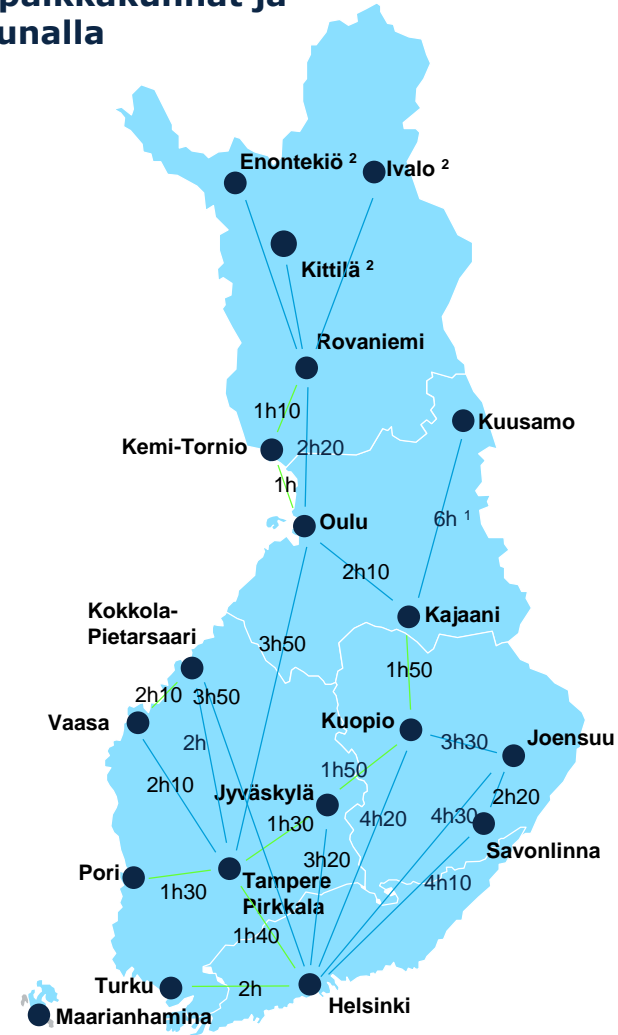 paikkakunnat ja
unalla
Enontekiö ²
Ivalo ²
Kittilä ²
Rovaniemi
1h10
Kuusamo
Kemi-Tornio
2h20
1h
Oulu
6h ¹
2h10
Kokkola-
Pietarsaari
Kajaani
3h50
1h50
2h10
3h50
Vaasa
Kuopio
2h
3h30
Joensuu
1h50
2h10
Jyväskylä
2h20
1h30
4h20
4h30
Savonlinna
3h20
Pori
Tampere
Pirkkala
1h30
4h10
1h40
Turku
2h
Helsinki
Maarianhamina